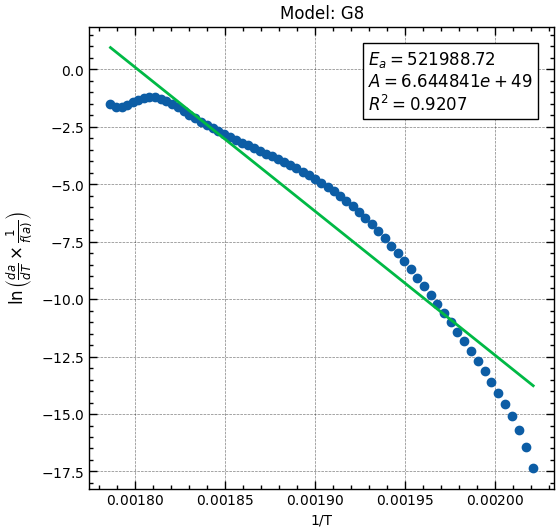 Model: G8
E_a = 521988.72
A = 6.644841e + 49
R^2 = 0.9207
0.0
−2.5
−5.0
−7.5
−10.0
−12.5
−15.0
−17.5
ln(da/dT × 1/f(a))
0.00180 0.00185 0.00190 0.00195 0.00200
1/T